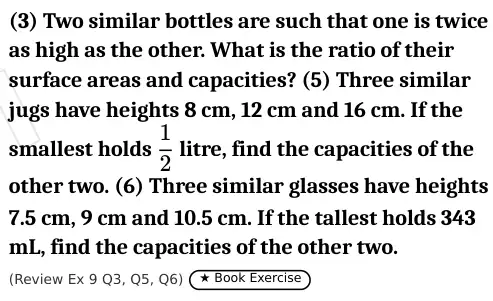 (3) Two similar bottles are such that one is twice
as high as the other. What is the ratio of their
surface areas and capacities? (5) Three similar
jugs have heights 8 cm, 12 cm and 16 cm. If the
smallest holds 1/2 litre, find the capacities of the
other two. (6) Three similar glasses have heights
7.5 cm, 9 cm and 10.5 cm. If the tallest holds 343
mL, find the capacities of the other two.
(Review Ex 9 Q3, Q5, Q6) ★ Book Exercise